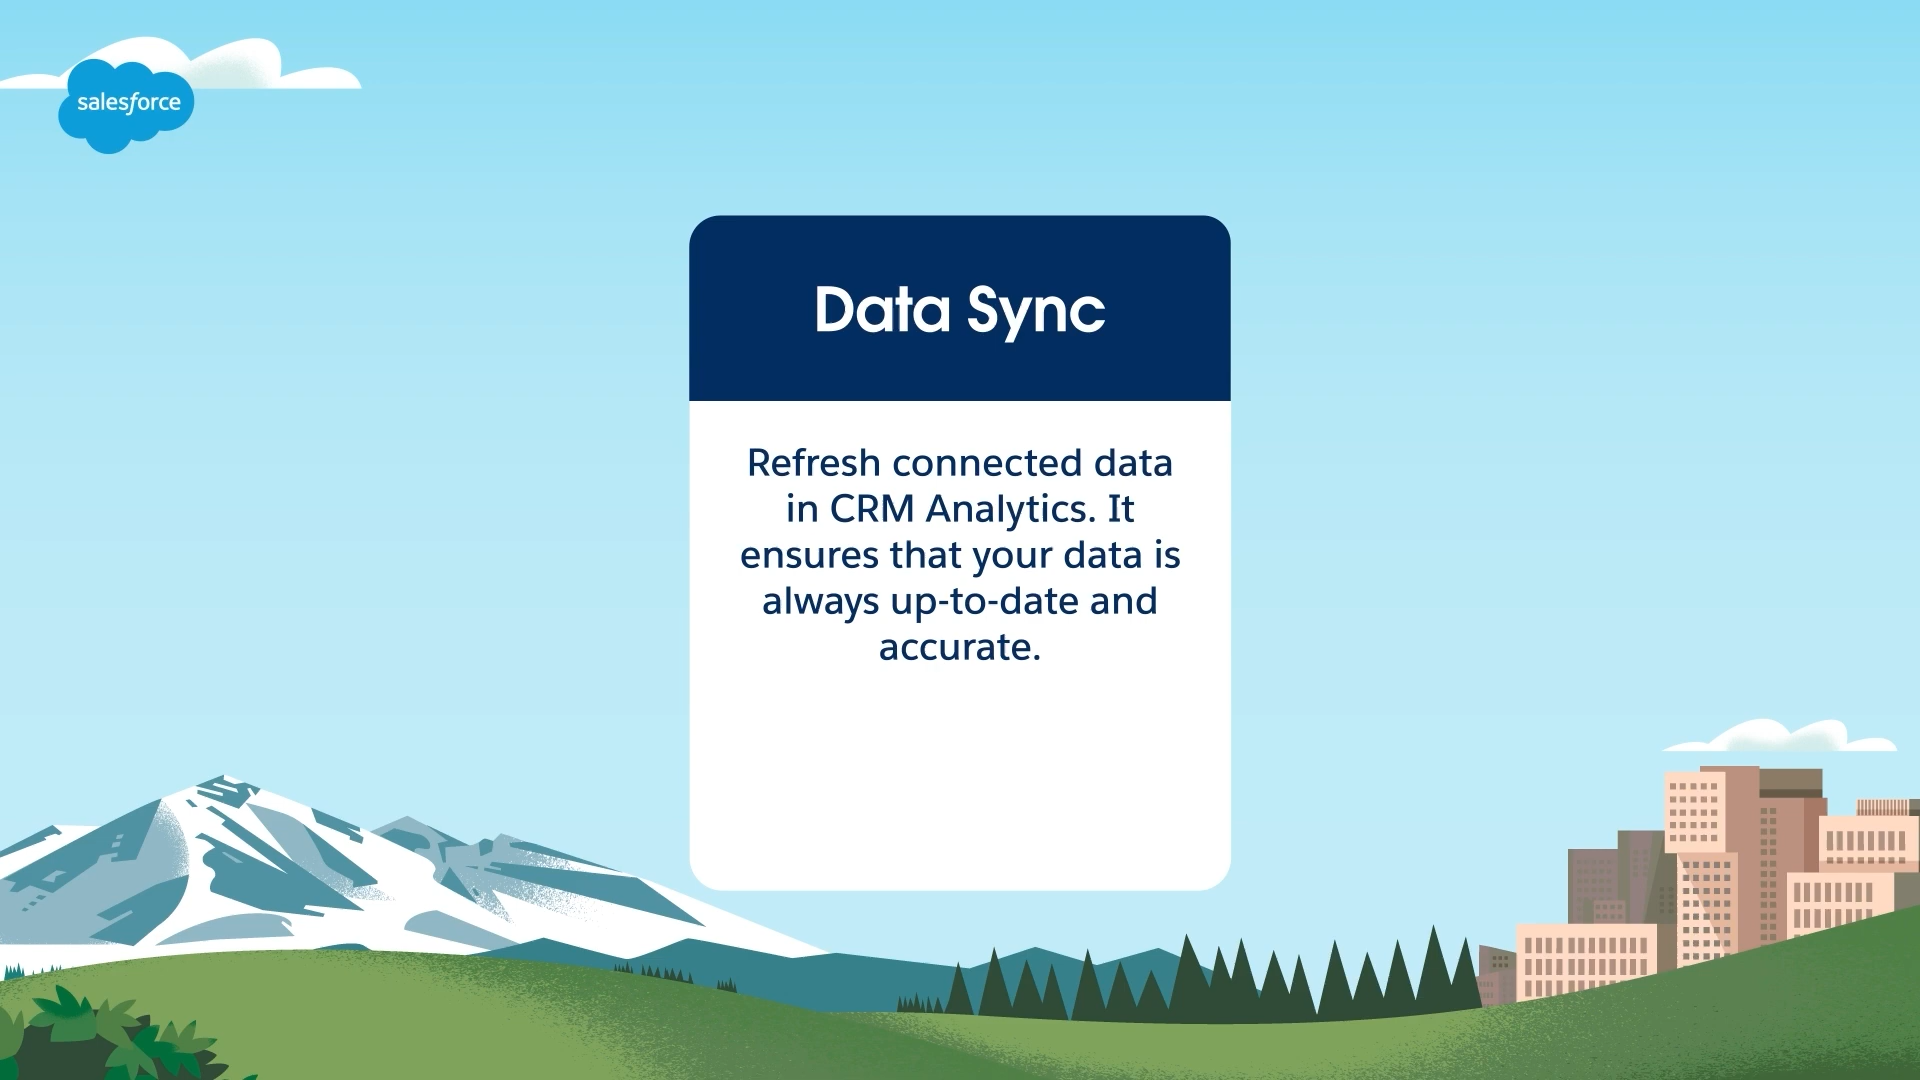 salesforce
Data Sync
Refresh connected data
in CRM Analytics. It
ensures that your data is
always up-to-date and
accurate.